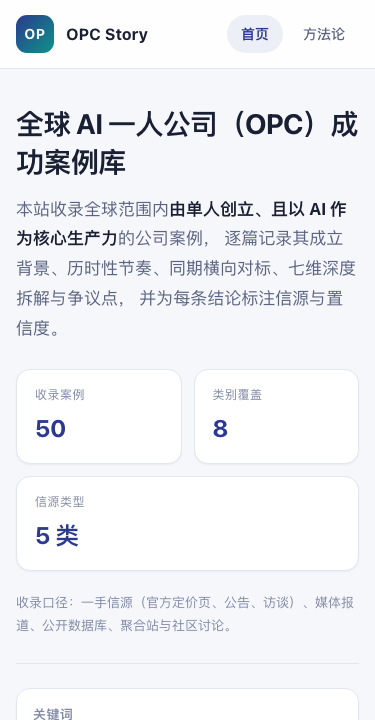 OP OPC Story 首页 方法论
全球 AI 一人公司（OPC）成
功案例库
本站收录全球范围内由单人创立、且以 AI 作
为核心生产力的公司案例， 逐篇记录其成立
背景、历时性节奏、同期横向对标、七维深度
拆解与争议点， 并为每条结论标注信源与置
信度。
收录案例 类别覆盖
50 8
信源类型
5 类
收录口径：一手信源（官方定价页、公告、访谈）、媒体报
道、公开数据库、聚合站与社区讨论。
关键词